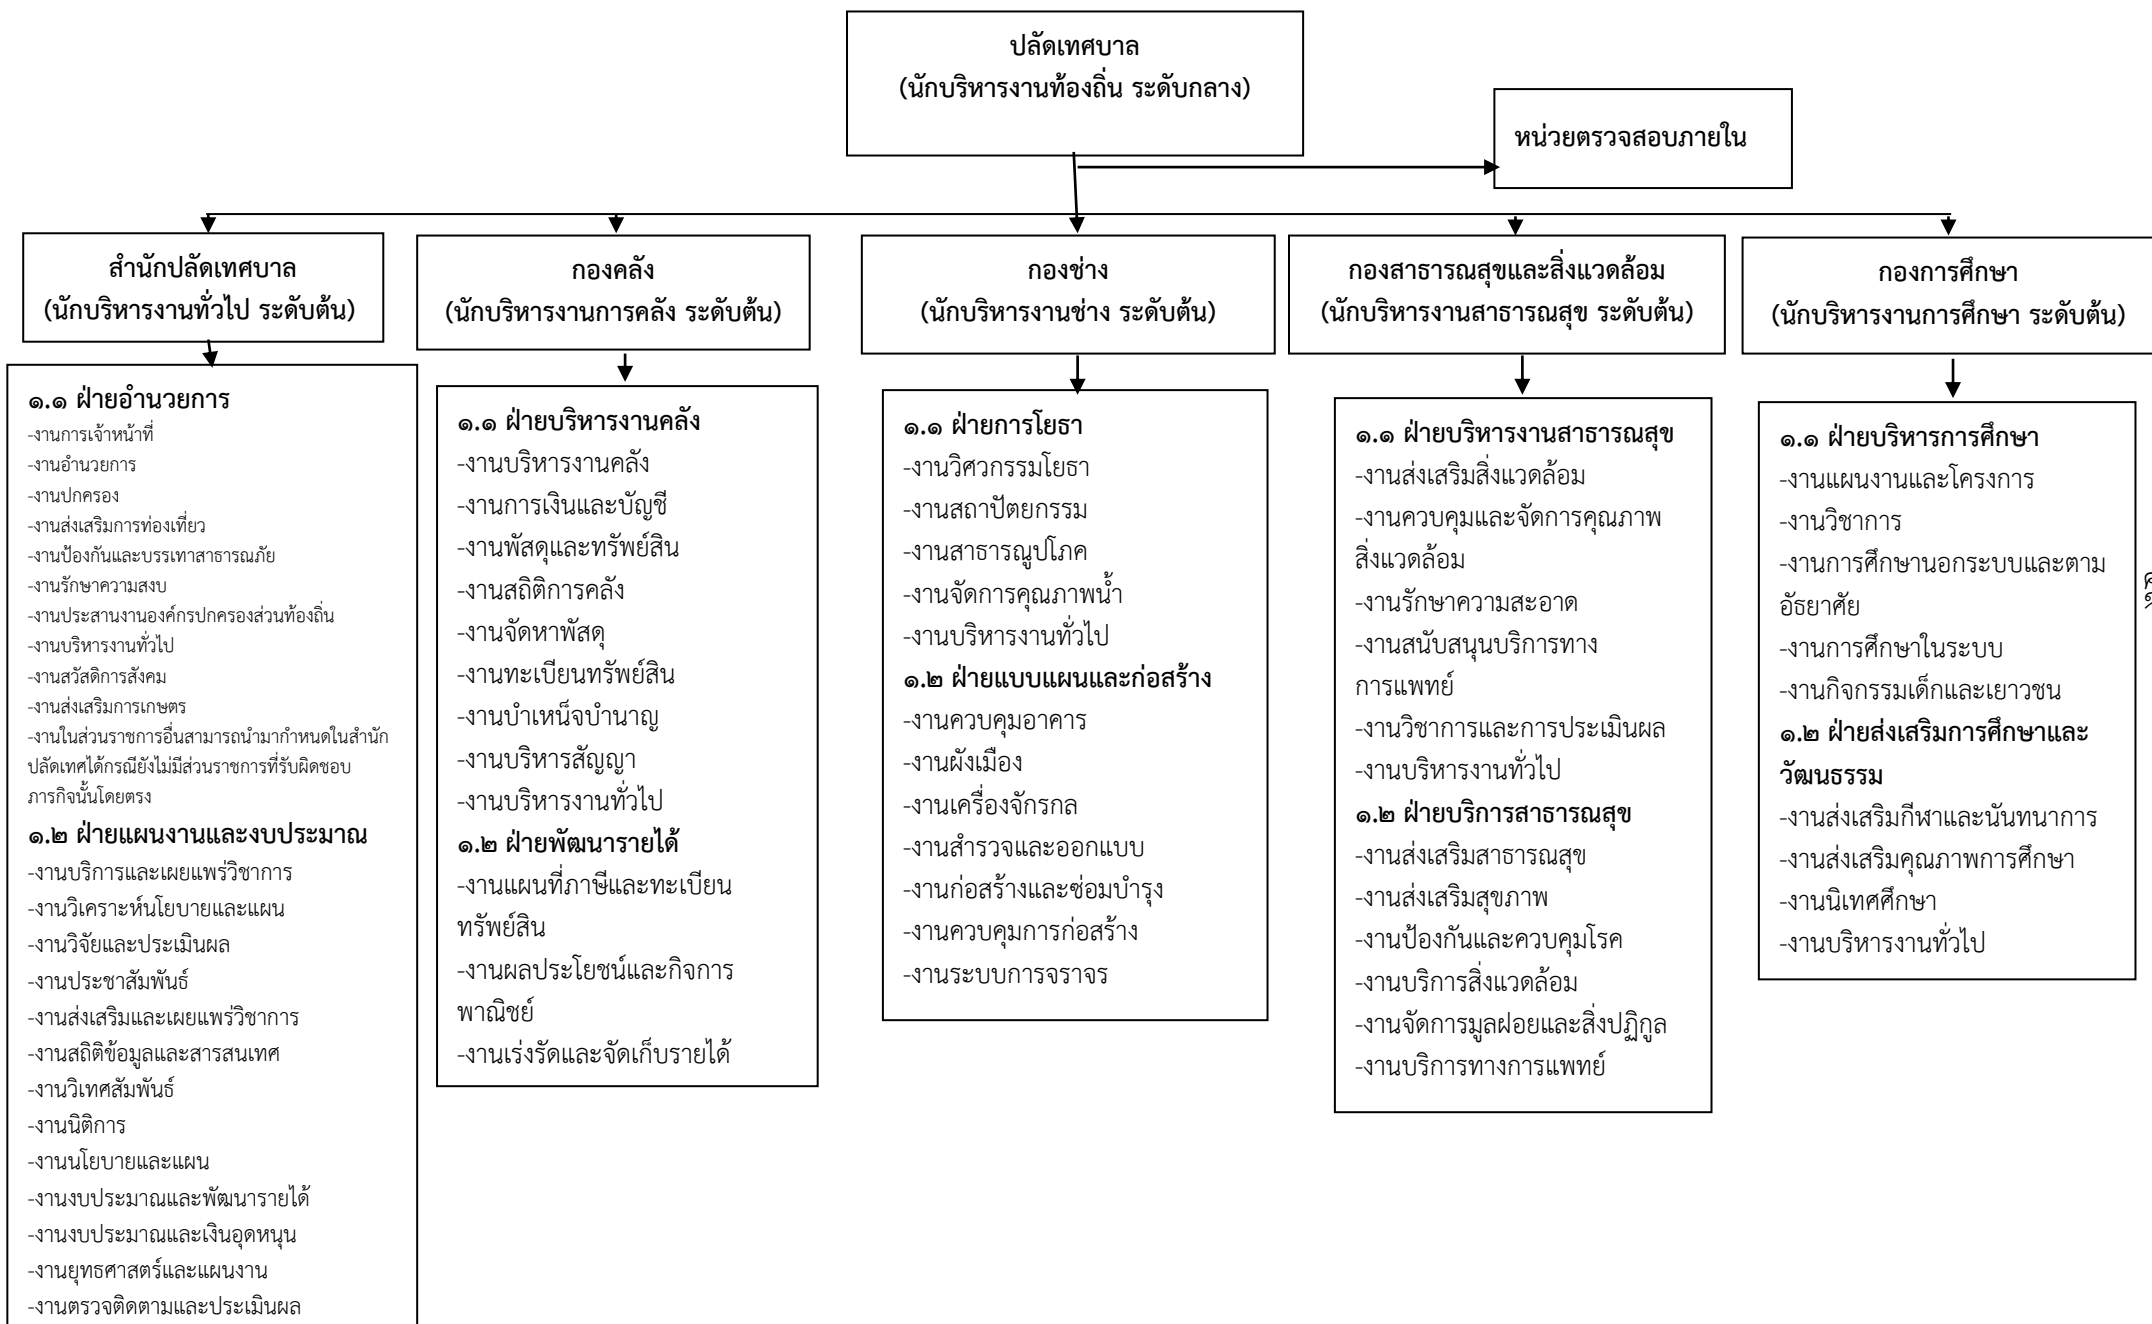 ปลัดเทศบาล
(นักบริหารงานท้องถิ่น ระดับกลาง)
หน่วยตรวจสอบภายใน
สำนักปลัดเทศบาล
(นักบริหารงานทั่วไป ระดับต้น)
กองคลัง
(นักบริหารงานการคลัง ระดับต้น)
กองช่าง
(นักบริหารงานช่าง ระดับต้น)
กองสาธารณสุขและสิ่งแวดล้อม
(นักบริหารงานสาธารณสุข ระดับต้น)
กองการศึกษา
(นักบริหารงานการศึกษา ระดับต้น)
๑.๑ ฝ่ายอำนวยการ
-งานการเจ้าหน้าที่
-งานอำนวยการ
-งานปกครอง
-งานส่งเสริมการท่องเที่ยว
-งานป้องกันและบรรเทาสาธารณภัย
-งานรักษาความสงบ
-งานประสานงานองค์กรปกครองส่วนท้องถิ่น
-งานบริหารงานทั่วไป
-งานสวัสดิการสังคม
-งานส่งเสริมการเกษตร
-งานในส่วนราชการอื่นสามารถนำมากำหนดในสำนัก
ปลัดเทศได้กรณียังไม่มีส่วนราชการที่รับผิดชอบ
ภารกิจนั้นโดยตรง
๑.๒ ฝ่ายแผนงานและงบประมาณ
-งานบริการและเผยแพร่วิชาการ
-งานวิเคราะห์นโยบายและแผน
-งานวิจัยและประเมินผล
-งานประชาสัมพันธ์
-งานส่งเสริมและเผยแพร่วิชาการ
-งานสถิติข้อมูลและสารสนเทศ
-งานวิเทศสัมพันธ์
-งานนิติการ
-งานนโยบายและแผน
-งานงบประมาณและพัฒนารายได้
-งานงบประมาณและเงินอุดหนุน
-งานยุทธศาสตร์และแผนงาน
-งานตรวจติดตามและประเมินผล
๑.๑ ฝ่ายบริหารงานคลัง
-งานบริหารงานคลัง
-งานการเงินและบัญชี
-งานพัสดุและทรัพย์สิน
-งานสถิติการคลัง
-งานจัดหาพัสดุ
-งานทะเบียนทรัพย์สิน
-งานบำเหน็จบำนาญ
-งานบริหารสัญญา
-งานบริหารงานทั่วไป
๑.๒ ฝ่ายพัฒนารายได้
-งานแผนที่ภาษีและทะเบียน
ทรัพย์สิน
-งานผลประโยชน์และกิจการ
พาณิชย์
-งานเร่งรัดและจัดเก็บรายได้
๑.๑ ฝ่ายการโยธา
-งานวิศวกรรมโยธา
-งานสถาปัตยกรรม
-งานสาธารณูปโภค
-งานจัดการคุณภาพน้ำ
-งานบริหารงานทั่วไป
๑.๒ ฝ่ายแบบแผนและก่อสร้าง
-งานควบคุมอาคาร
-งานผังเมือง
-งานเครื่องจักรกล
-งานสำรวจและออกแบบ
-งานก่อสร้างและซ่อมบำรุง
-งานควบคุมการก่อสร้าง
-งานระบบการจราจร
๑.๑ ฝ่ายบริหารงานสาธารณสุข
-งานส่งเสริมสิ่งแวดล้อม
-งานควบคุมและจัดการคุณภาพ
สิ่งแวดล้อม
-งานรักษาความสะอาด
-งานสนับสนุนบริการทาง
การแพทย์
-งานวิชาการและการประเมินผล
-งานบริหารงานทั่วไป
๑.๒ ฝ่ายบริการสาธารณสุข
-งานส่งเสริมสาธารณสุข
-งานส่งเสริมสุขภาพ
-งานป้องกันและควบคุมโรค
-งานบริการสิ่งแวดล้อม
-งานจัดการมูลฝอยและสิ่งปฏิกูล
-งานบริการทางการแพทย์
๑.๑ ฝ่ายบริหารการศึกษา
-งานแผนงานและโครงการ
-งานวิชาการ
-งานการศึกษานอกระบบและตาม
อัธยาศัย
-งานการศึกษาในระบบ
-งานกิจกรรมเด็กและเยาวชน
๑.๒ ฝ่ายส่งเสริมการศึกษาและ
วัฒนธรรม
-งานส่งเสริมกีฬาและนันทนาการ
-งานส่งเสริมคุณภาพการศึกษา
-งานนิเทศศึกษา
-งานบริหารงานทั่วไป